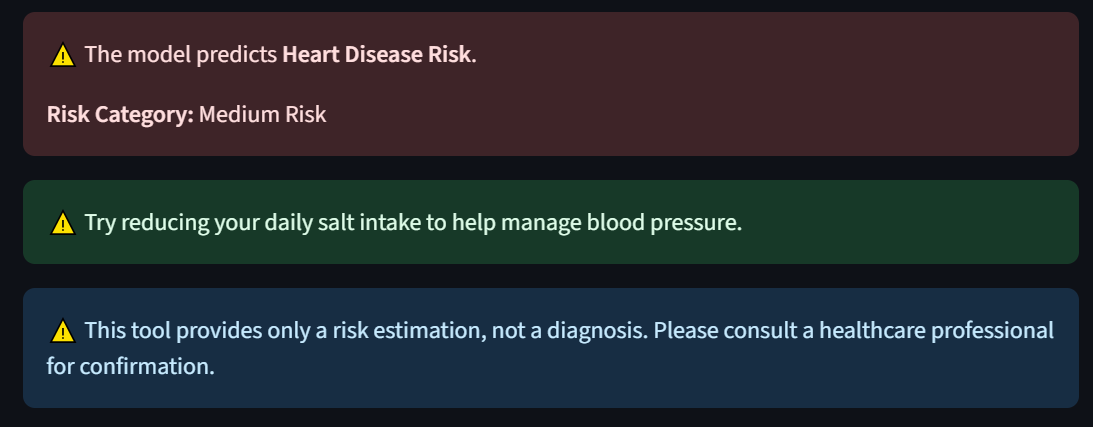 ⚠️ The model predicts Heart Disease Risk.
Risk Category: Medium Risk
⚠️ Try reducing your daily salt intake to help manage blood pressure.
⚠️ This tool provides only a risk estimation, not a diagnosis. Please consult a healthcare professional
for confirmation.